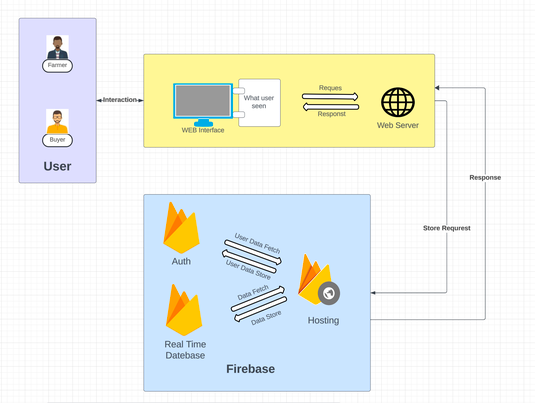 Farmer
Buyer
User
Interaction
What user
seen
WEB Interface
Reques
Responst
Web Server
Response
Store Requrest
Auth
User Data Fetch
User Data Store
Data Fetch
Data Store
Hosting
Real Time
Datebase
Firebase